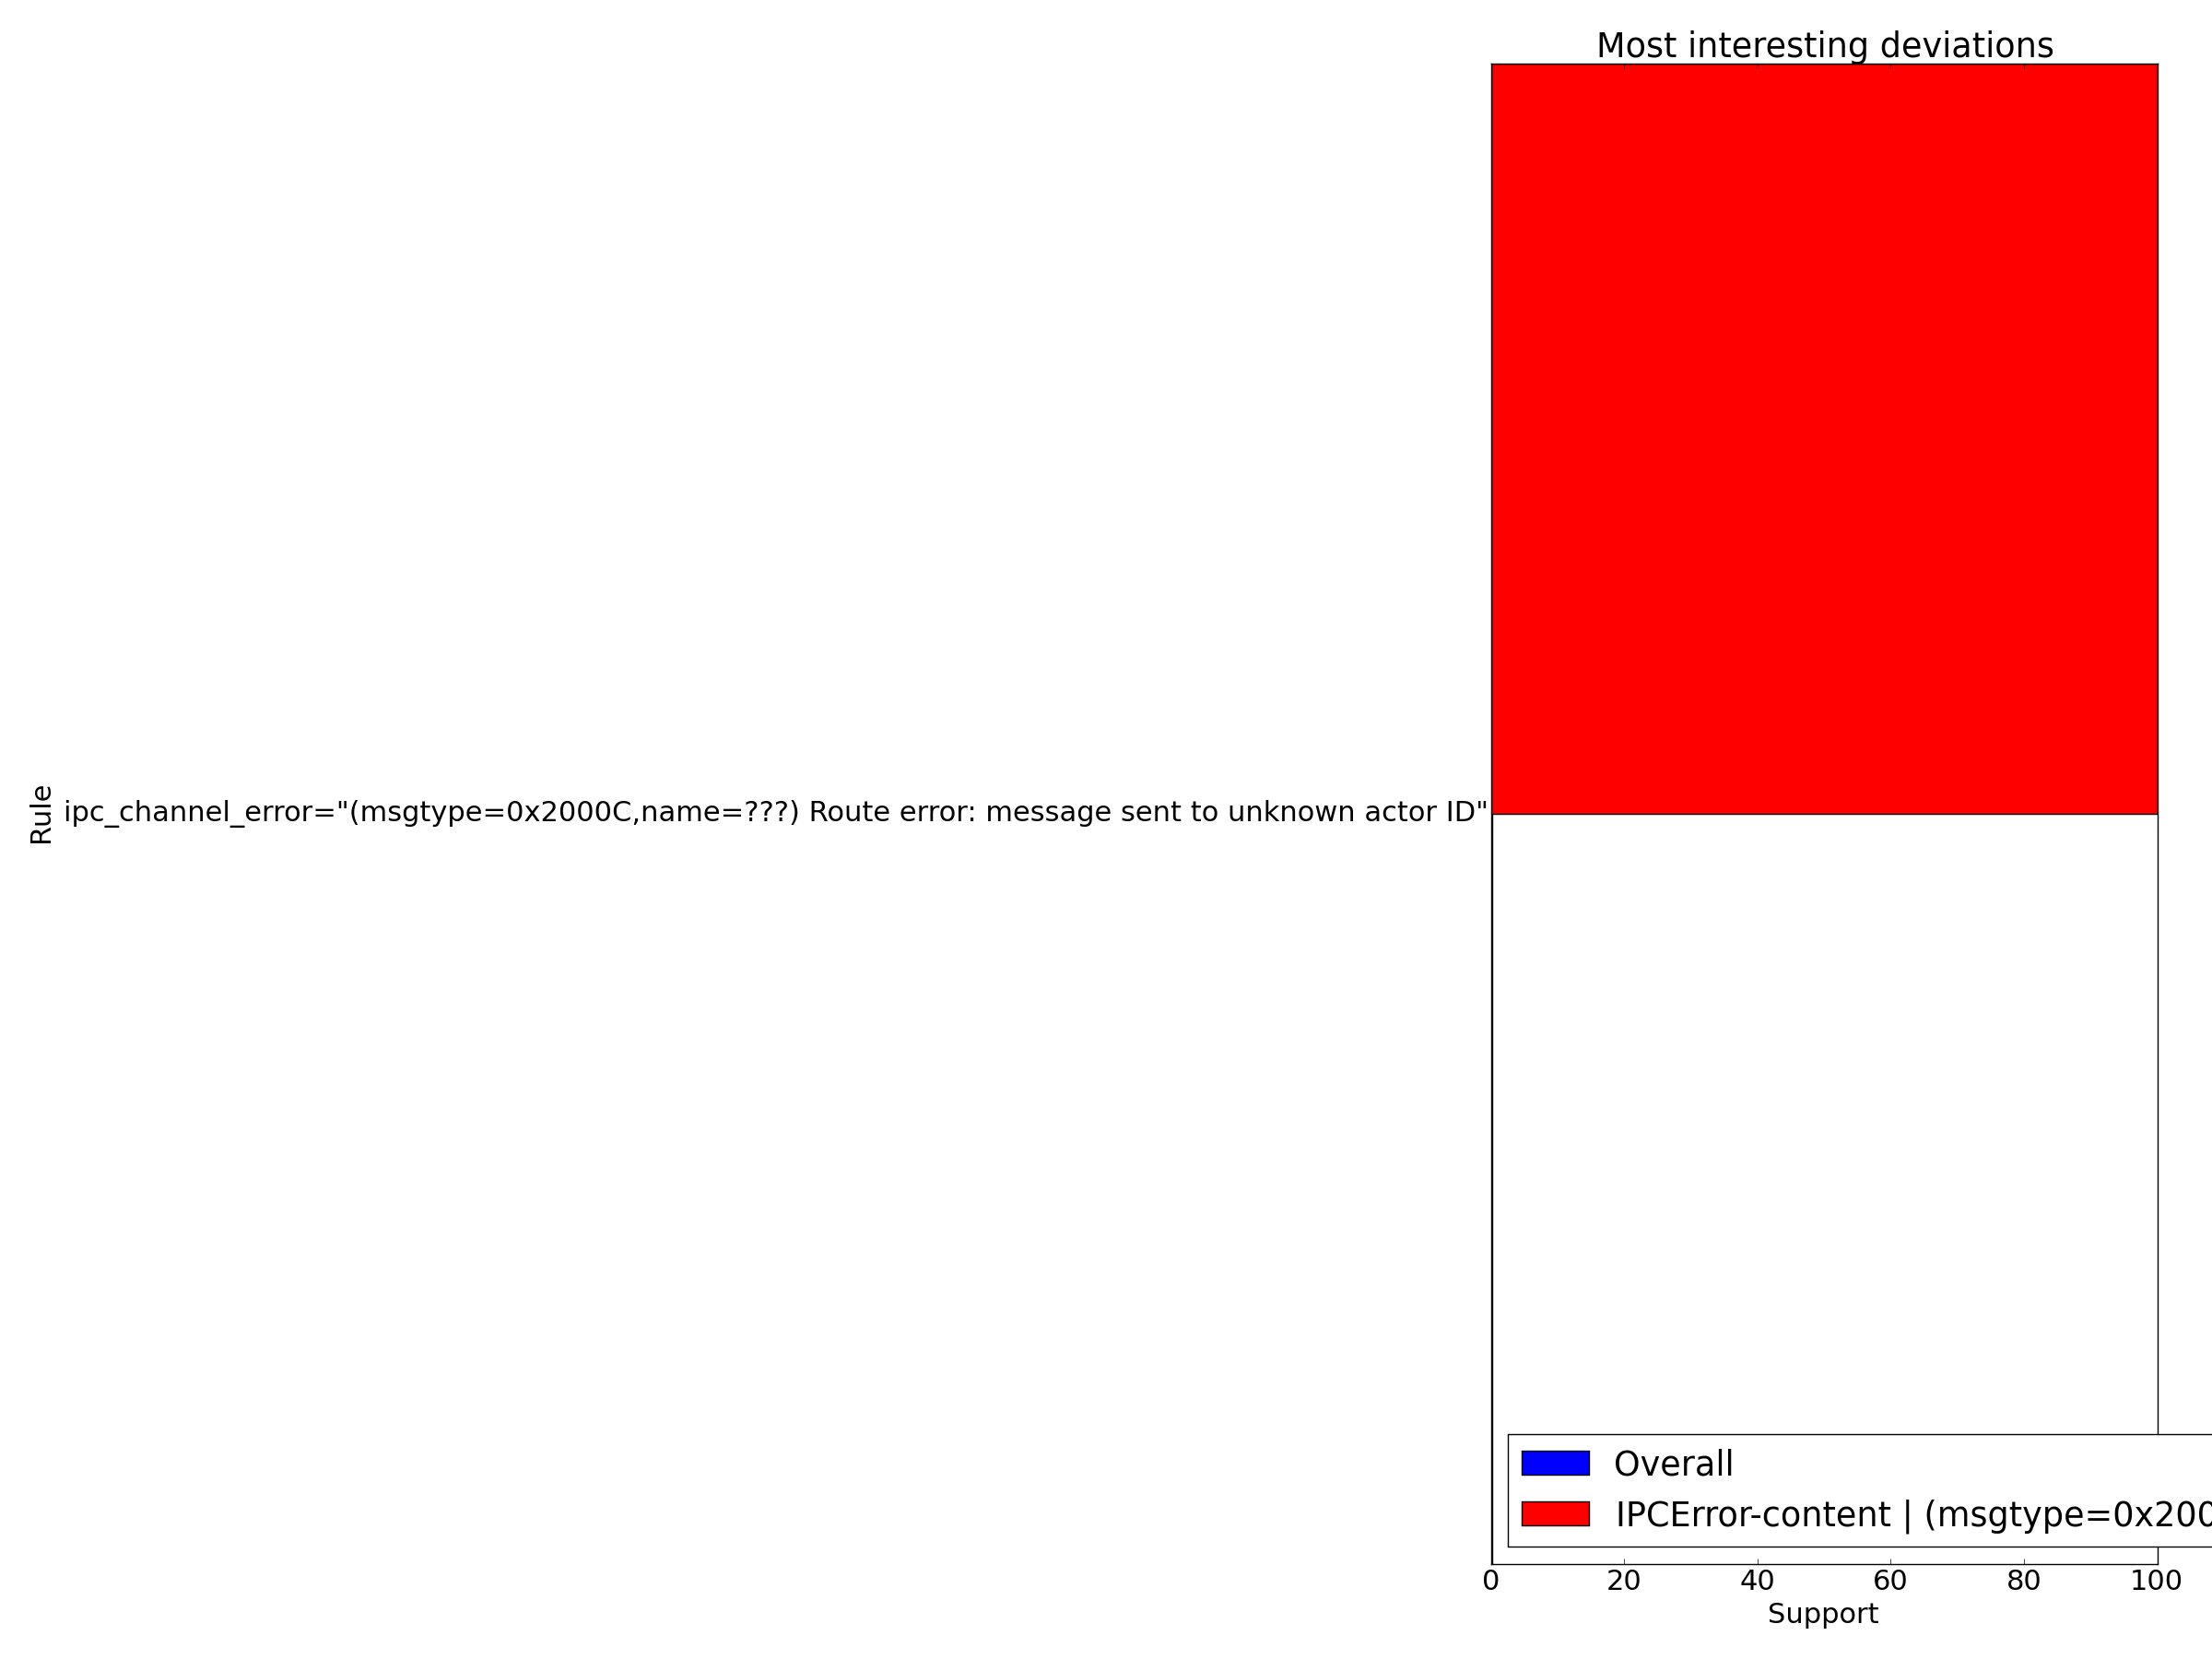 Most interesting deviations
Rule
ipc_channel_error="(msgtype=0x2000C,name=???) Route error: message sent to unknown actor ID"
Overall
IPCError-content | (msgtype=0x200
0 20 40 60 80 100
Support